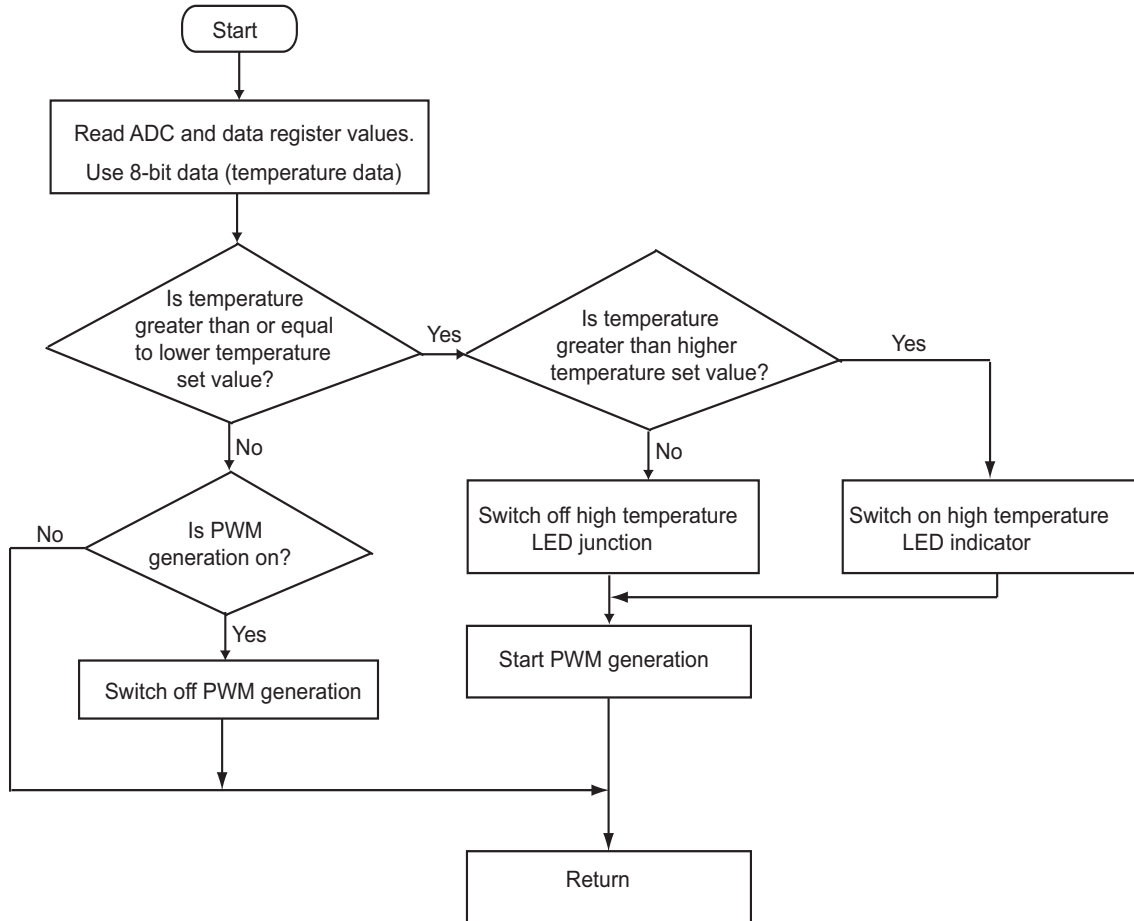 Start
Read ADC and data register values.
Use 8-bit data (temperature data)
Is temperature
greater than or equal
to lower temperature
set value?
Yes
Is temperature
greater than higher
temperature set value?
Yes
No
No
Is PWM
generation on?
No
Switch off high temperature
LED junction
Switch on high temperature
LED indicator
Yes
Switch off PWM generation
Start PWM generation
Return